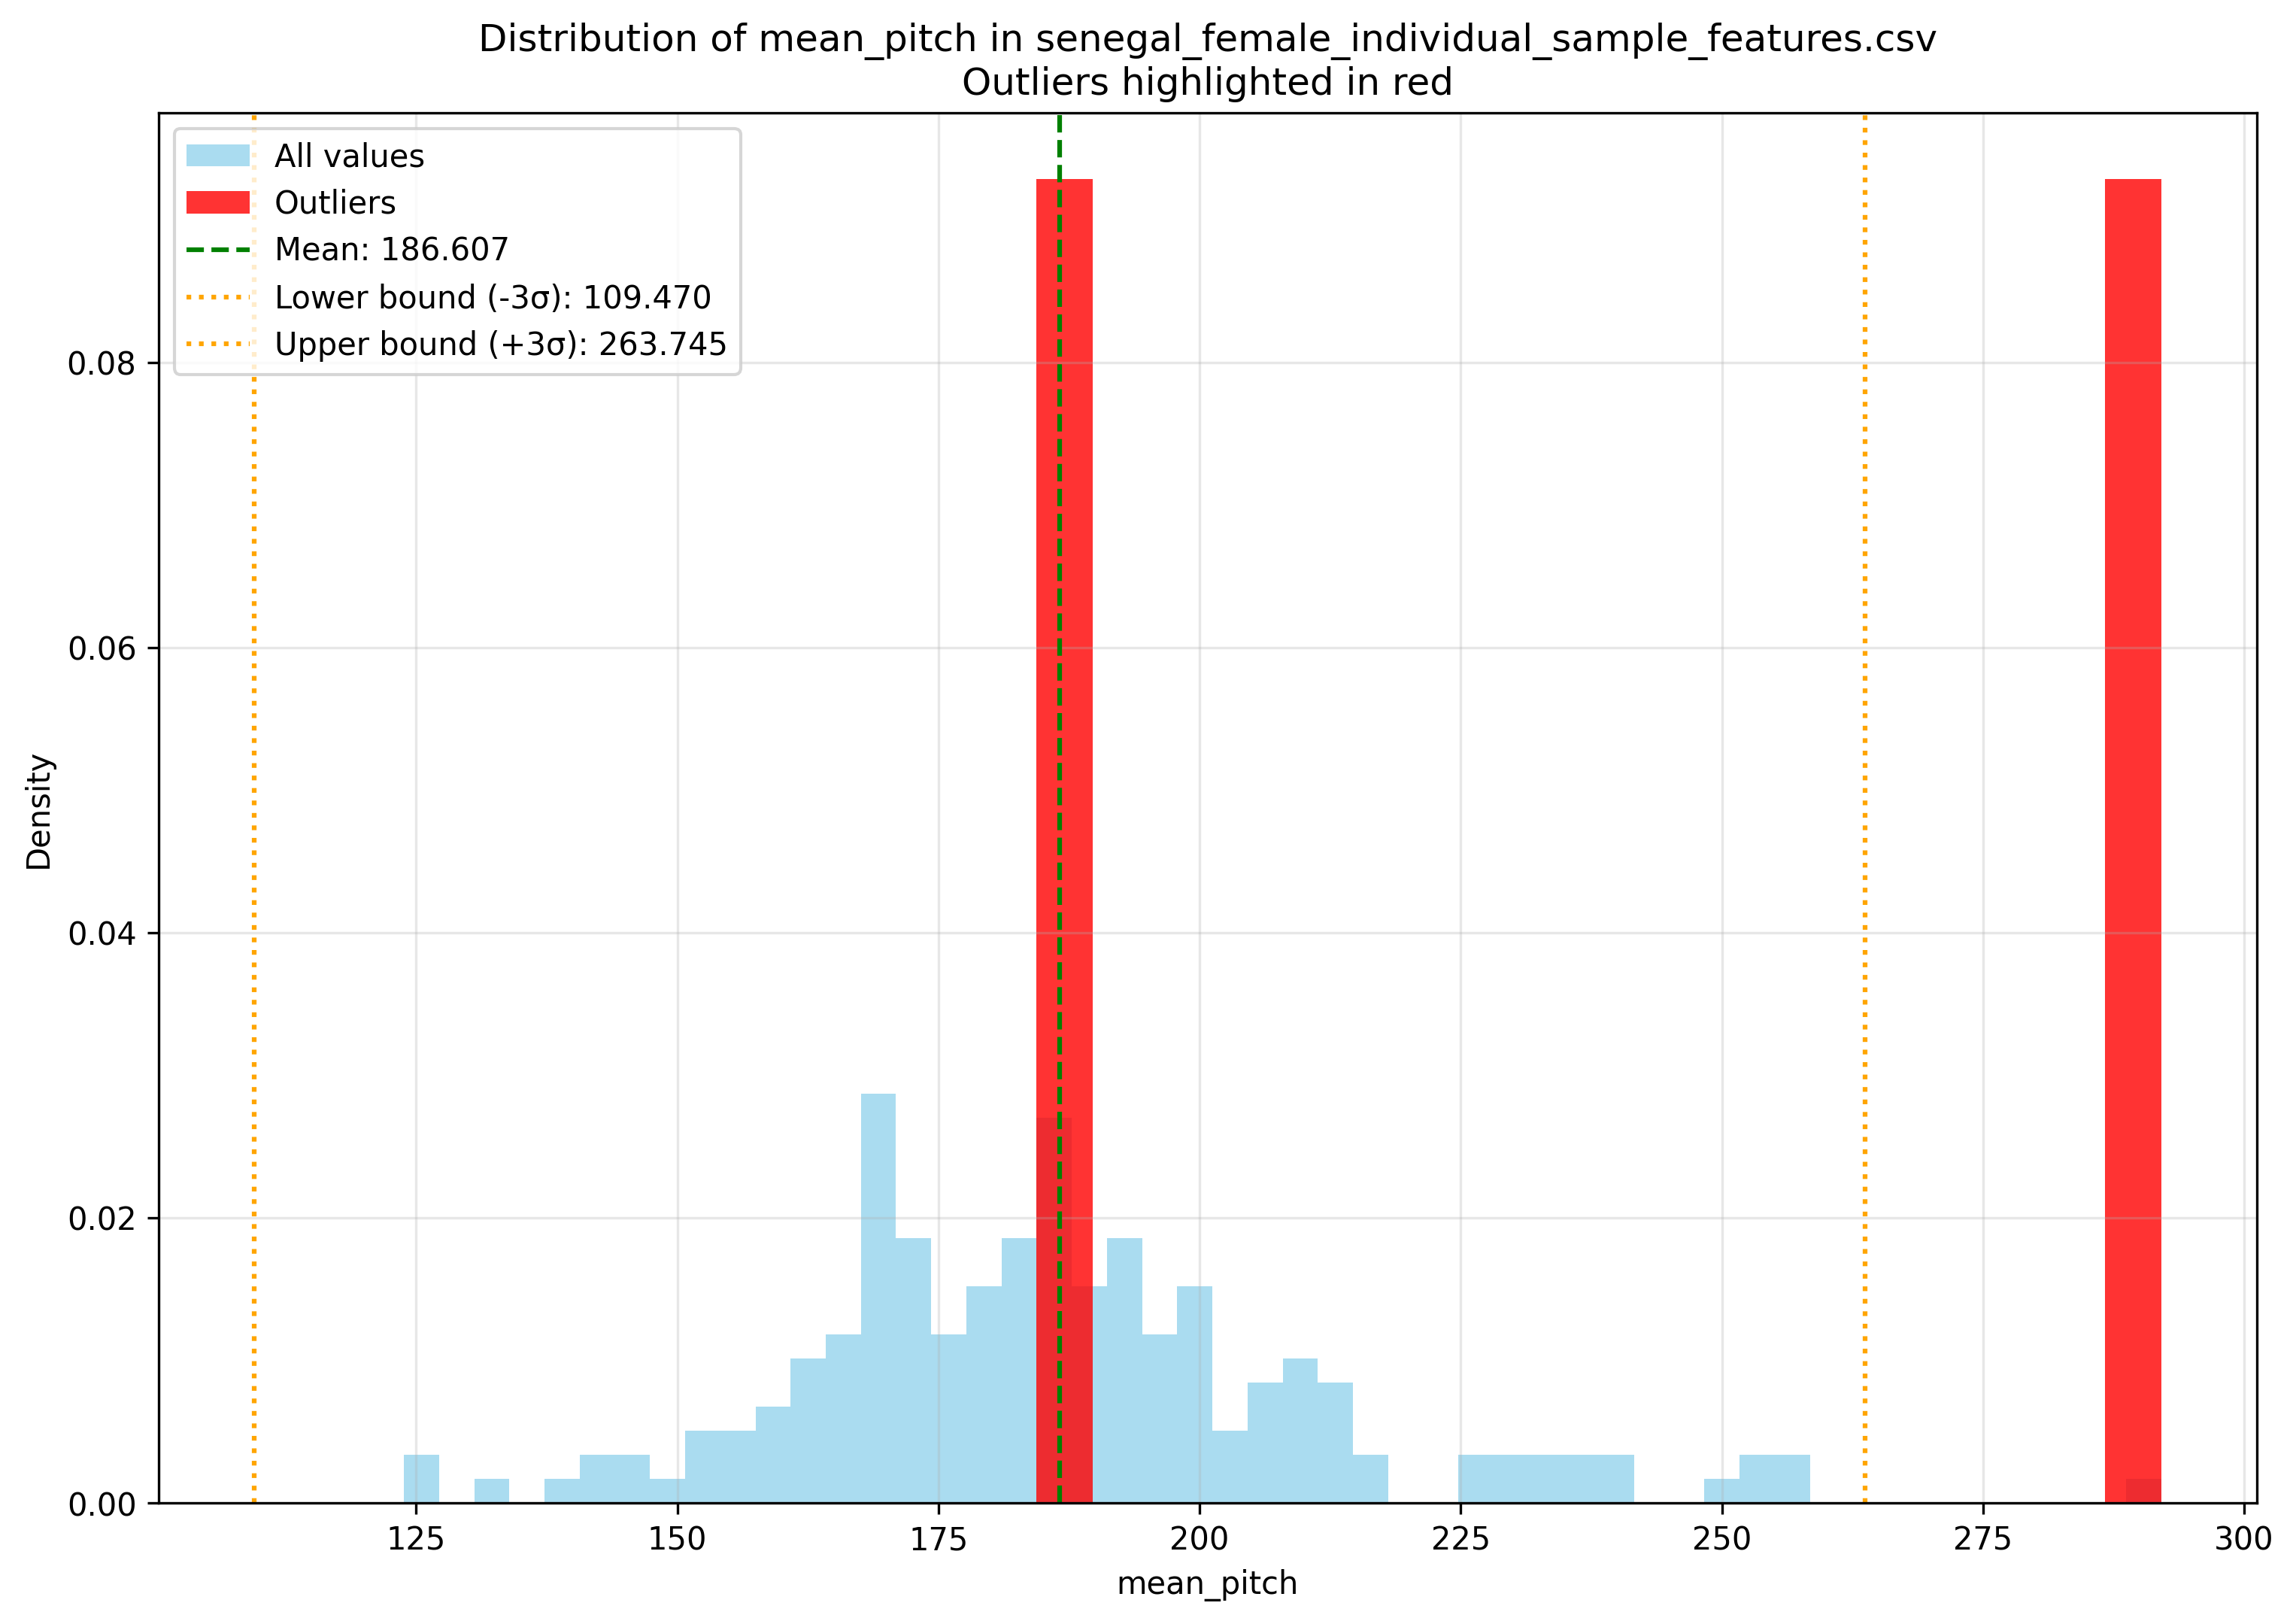 Distribution of mean_pitch in senegal_female_individual_sample_features.csv
Outliers highlighted in red
All values
Outliers
Mean: 186.607
Lower bound (-3σ): 109.470
Upper bound (+3σ): 263.745
0.08
0.06
0.04
0.02
0.00
Density
125 150 175 200 225 250 275 300
mean_pitch